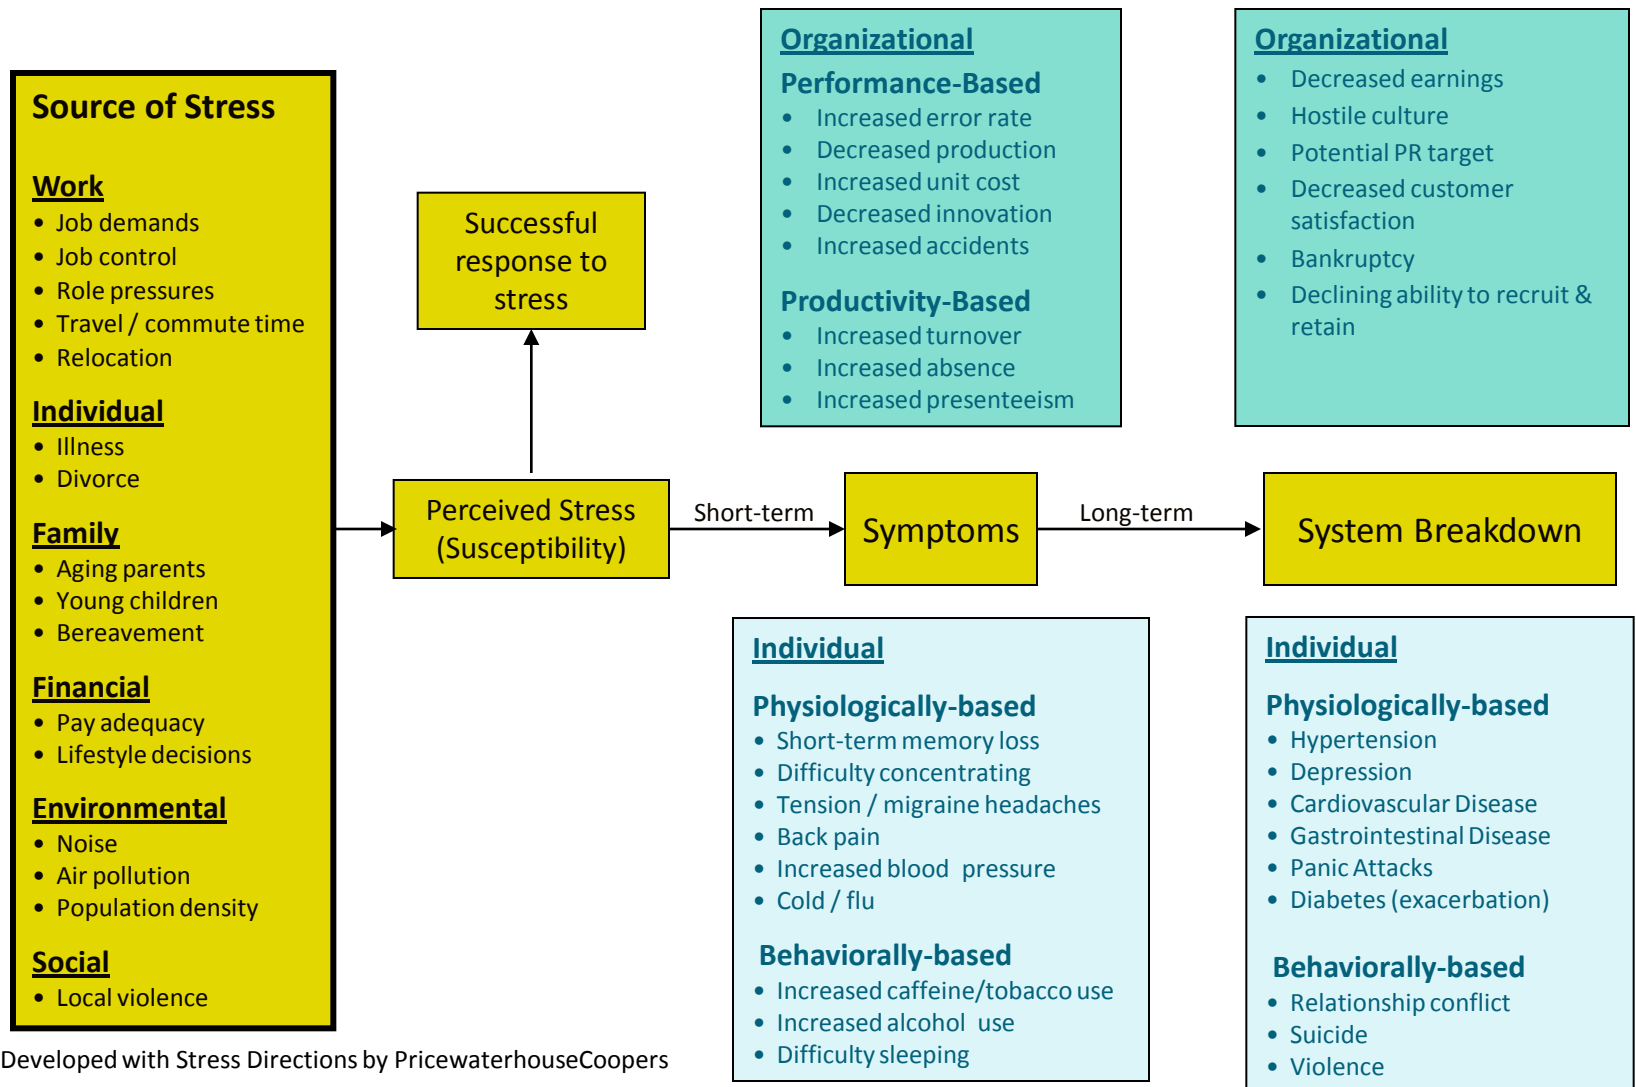 Source of Stress
Work
• Job demands
• Job control
• Role pressures
• Travel / commute time
• Relocation
Individual
• Illness
• Divorce
Family
• Aging parents
• Young children
• Bereavement
Financial
• Pay adequacy
• Lifestyle decisions
Environmental
• Noise
• Air pollution
• Population density
Social
• Local violence
Successful
response to
stress
Perceived Stress
(Susceptibility)
Short-term
Symptoms
Long-term
System Breakdown
Organizational
Performance-Based
• Increased error rate
• Decreased production
• Increased unit cost
• Decreased innovation
• Increased accidents
Productivity-Based
• Increased turnover
• Increased absence
• Increased presenteeism
Organizational
• Decreased earnings
• Hostile culture
• Potential PR target
• Decreased customer
satisfaction
• Bankruptcy
• Declining ability to recruit &
retain
Individual
Physiologically-based
• Short-term memory loss
• Difficulty concentrating
• Tension / migraine headaches
• Back pain
• Increased blood pressure
• Cold / flu
Behaviorally-based
• Increased caffeine/tobacco use
• Increased alcohol use
• Difficulty sleeping
Individual
Physiologically-based
• Hypertension
• Depression
• Cardiovascular Disease
• Gastrointestinal Disease
• Panic Attacks
• Diabetes (exacerbation)
Behaviorally-based
• Relationship conflict
• Suicide
• Violence
Developed with Stress Directions by PricewaterhouseCoopers